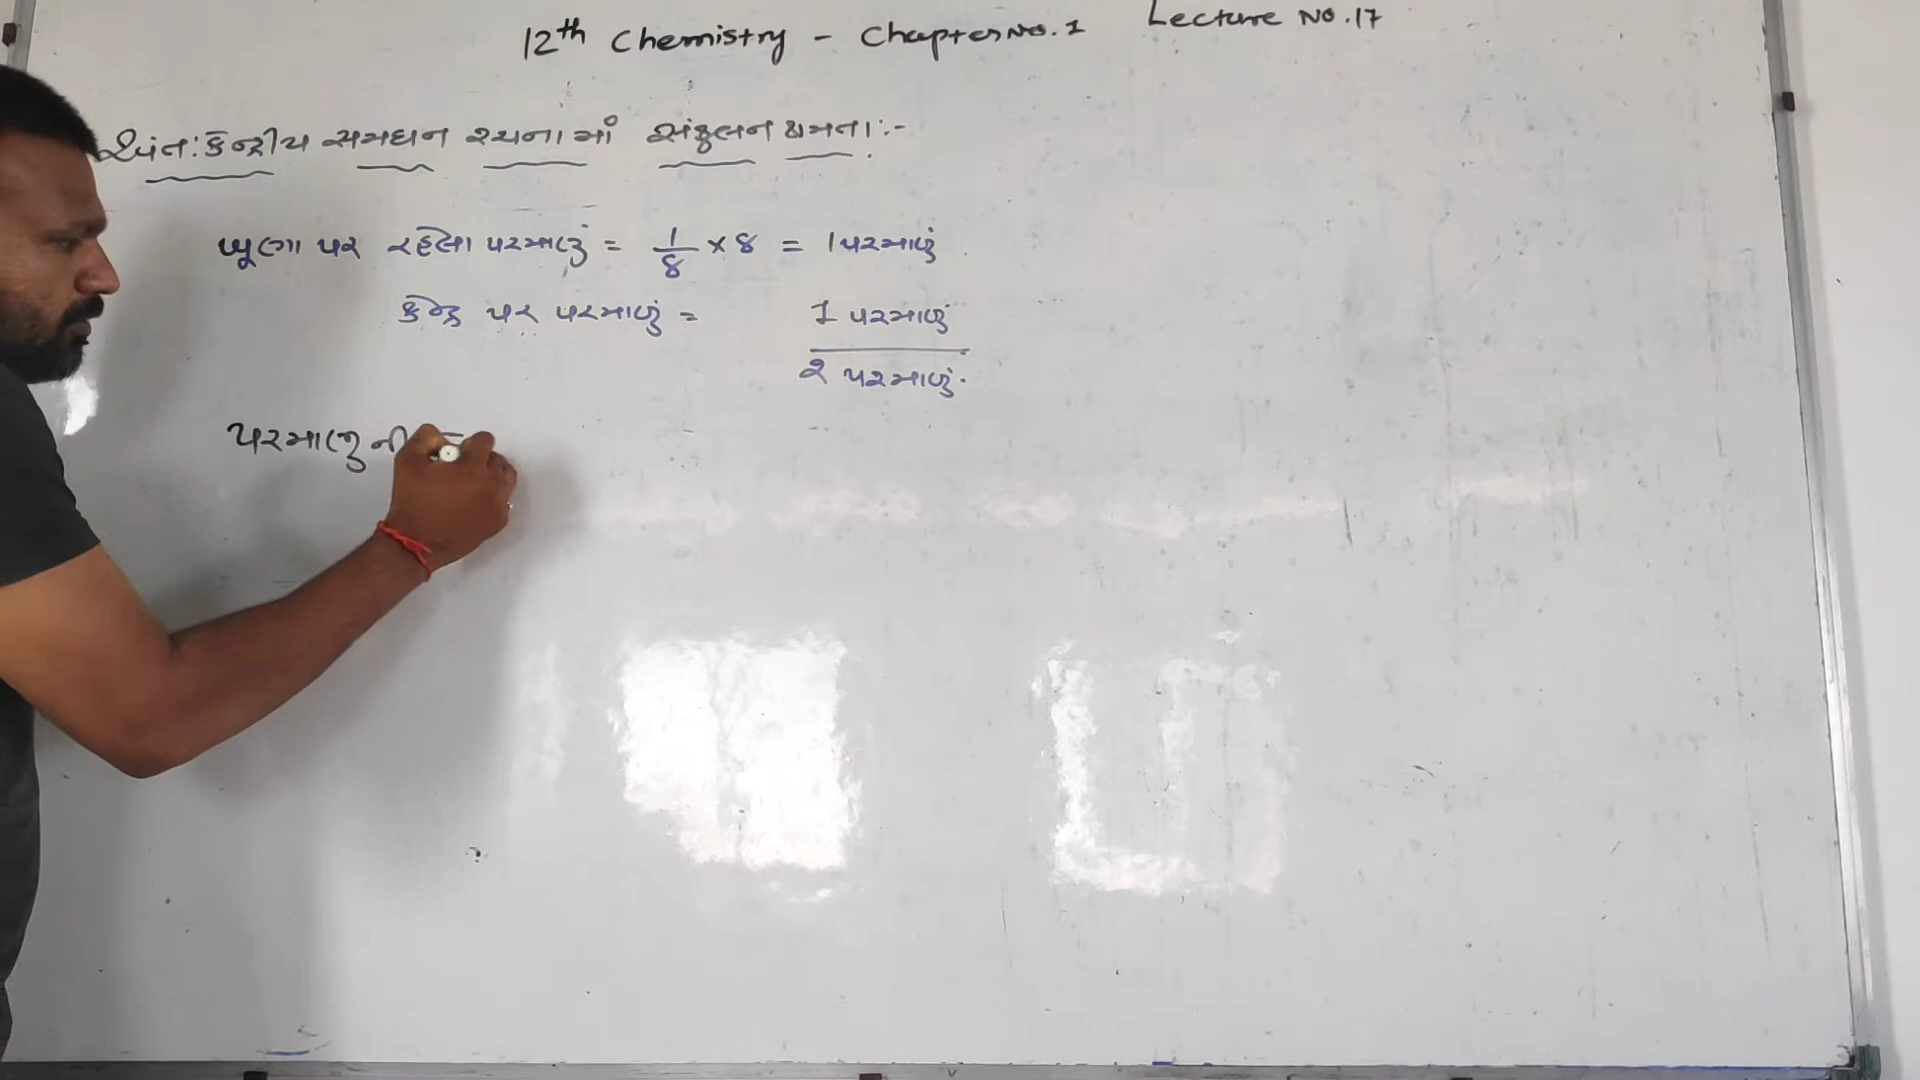 12th Chemistry - Chapter No. 1 Lecture No. 17
અંત:કેન્દ્રીય સમઘન રચનામાં સંકુલન ક્ષમતા:-
ખૂણા પર રહેલા પરમાણું = 1/8 × 8 = 1 પરમાણું
કેન્દ્ર પર પરમાણું = 1 પરમાણું
2 પરમાણું.
પરમાણુની